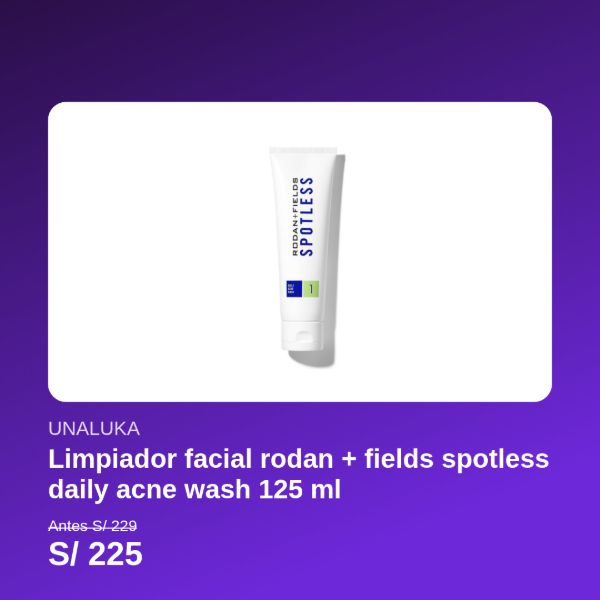 RODAN+FIELDS
SPOTLESS
1
UNALUKA
Limpiador facial rodan + fields spotless
daily acne wash 125 ml
Antes S/ 229
S/ 225